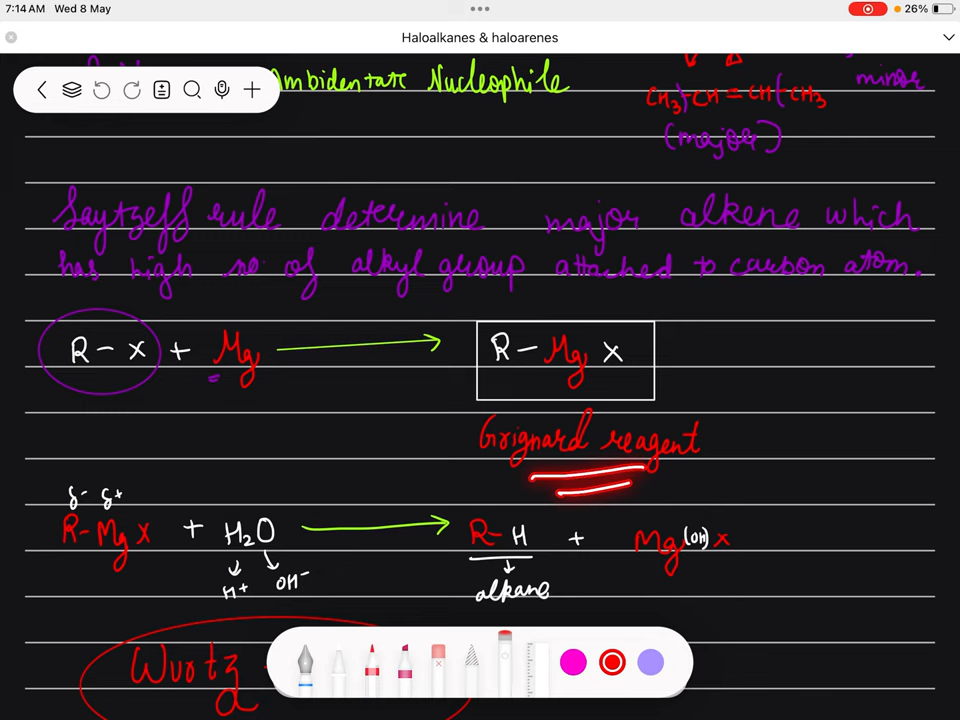 7:14 AM Wed 8 May
26%
Haloalkanes & haloarenes
Ambidentate Nucleophile
minor
CH3 CH = CH CH3
(major)
Saytzeff rule determine major alkene which
has high no. of alkyl group attached to carbon atom.
R - X + Mg → R - Mg X
Grignard reagent
δ- δ+
R-Mg X + H2O → R-H + Mg(OH)X
H+ OH- alkane
Wurtz